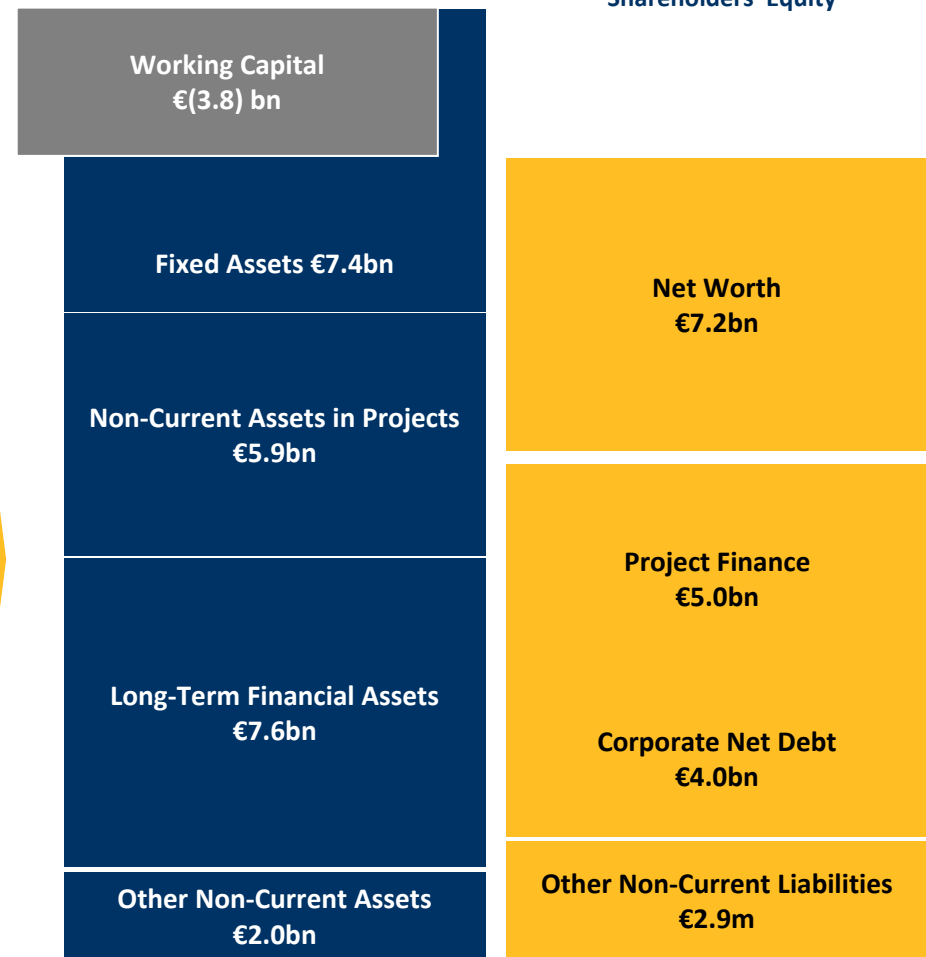 Shareholders' Equity
Working Capital
€(3.8) bn
Fixed Assets €7.4bn
Non-Current Assets in Projects
€5.9bn
Long-Term Financial Assets
€7.6bn
Other Non-Current Assets
€2.0bn
Net Worth
€7.2bn
Project Finance
€5.0bn
Corporate Net Debt
€4.0bn
Other Non-Current Liabilities
€2.9m